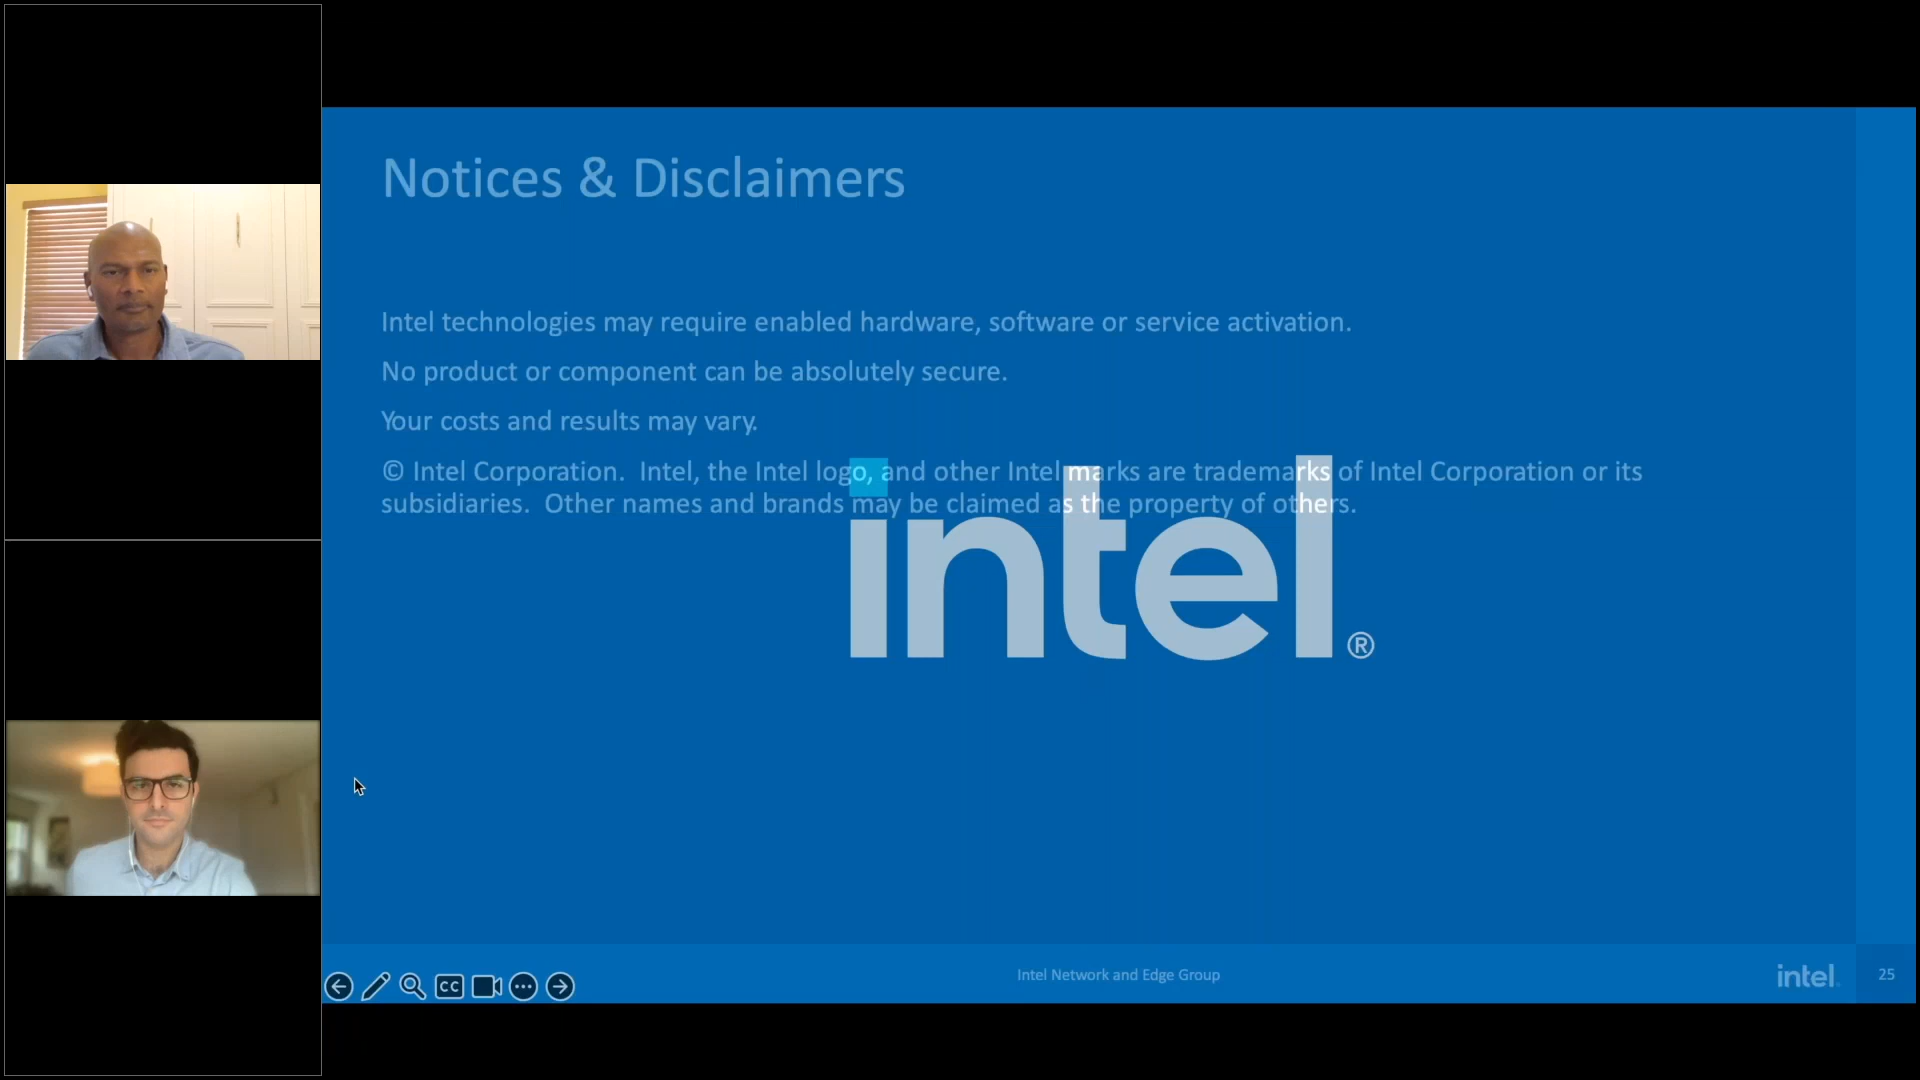 Notices & Disclaimers
Intel technologies may require enabled hardware, software or service activation.
No product or component can be absolutely secure.
Your costs and results may vary.
© Intel Corporation.  Intel, the Intel logo, and other Intel marks are trademarks of Intel Corporation or its
subsidiaries.  Other names and brands may be claimed as the property of others.
intel®
CC
Intel Network and Edge Group
intel.
25